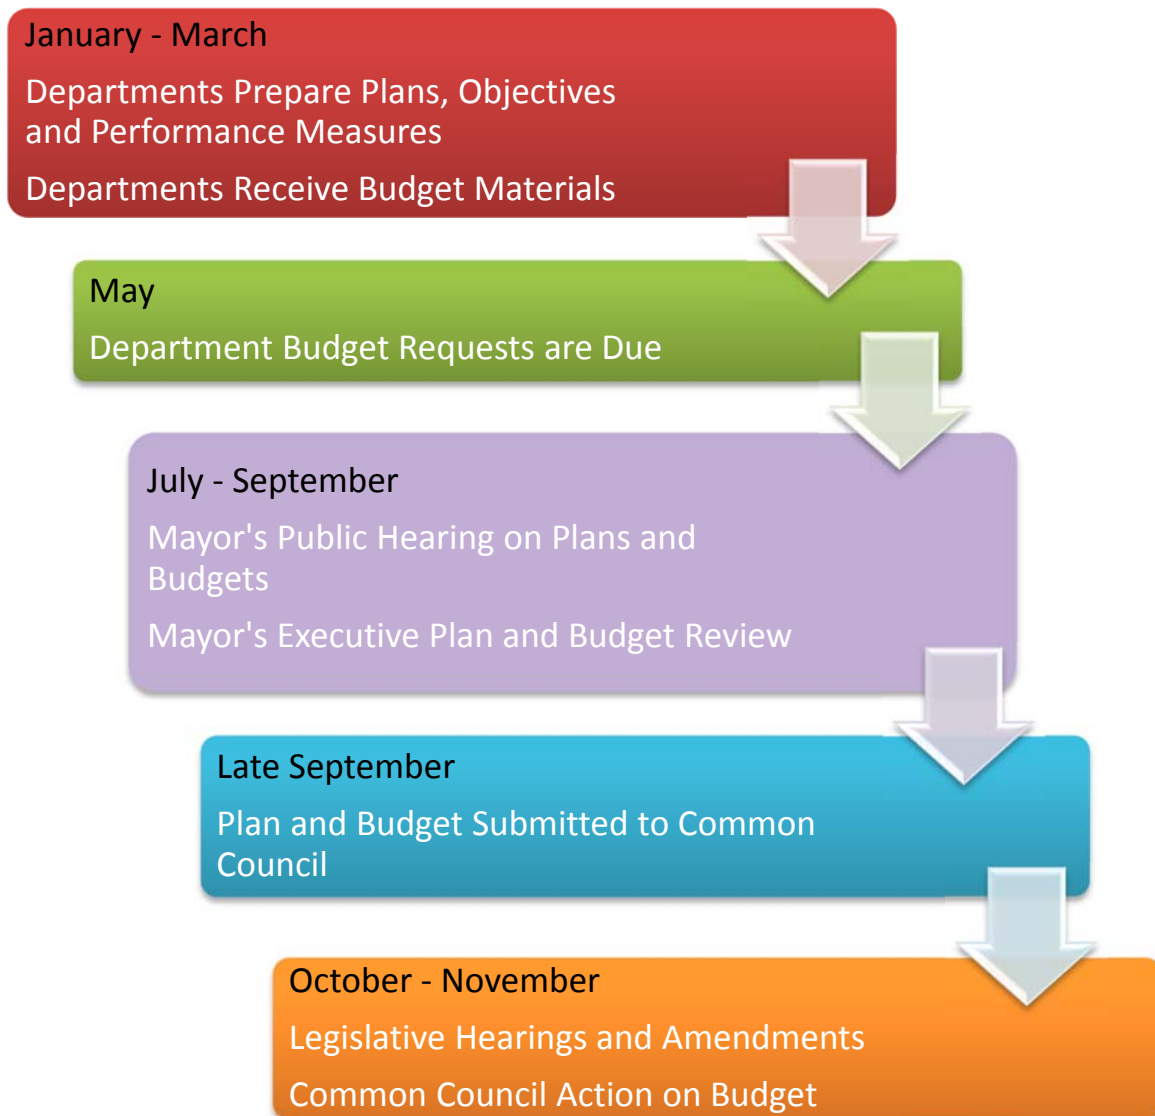 January - March
Departments Prepare Plans, Objectives
and Performance Measures
Departments Receive Budget Materials
May
Department Budget Requests are Due
July - September
Mayor's Public Hearing on Plans and
Budgets
Mayor's Executive Plan and Budget Review
Late September
Plan and Budget Submitted to Common
Council
October - November
Legislative Hearings and Amendments
Common Council Action on Budget